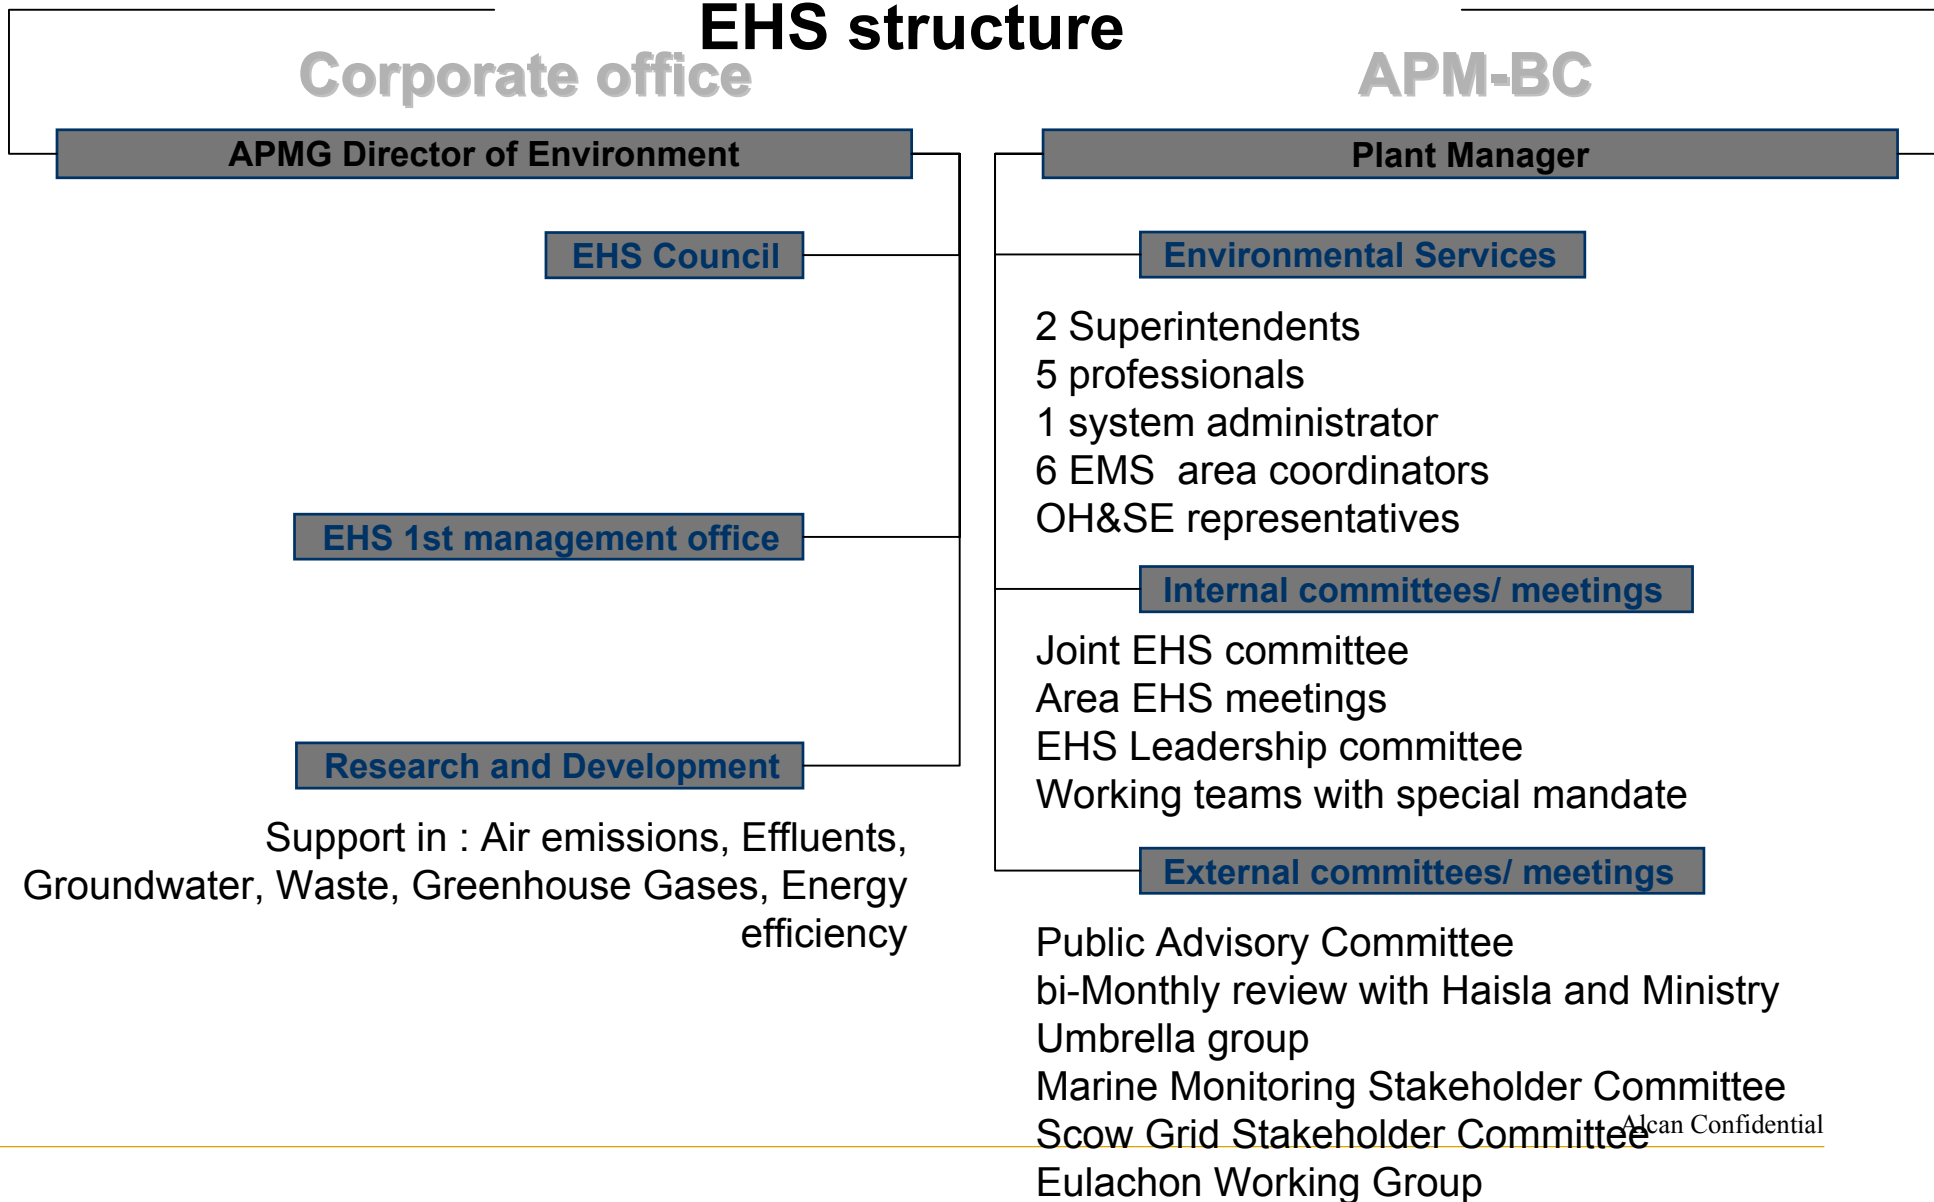 EHS structure
Corporate office
APMG Director of Environment
EHS Council
EHS 1st management office
Research and Development
Support in : Air emissions, Effluents,
Groundwater, Waste, Greenhouse Gases, Energy
efficiency
APM-BC
Plant Manager
Environmental Services
2 Superintendents
5 professionals
1 system administrator
6 EMS  area coordinators
OH&SE representatives
Internal committees/ meetings
Joint EHS committee
Area EHS meetings
EHS Leadership committee
Working teams with special mandate
External committees/ meetings
Public Advisory Committee
bi-Monthly review with Haisla and Ministry
Umbrella group
Marine Monitoring Stakeholder Committee
Scow Grid Stakeholder Committee
Eulachon Working Group
Alcan Confidential